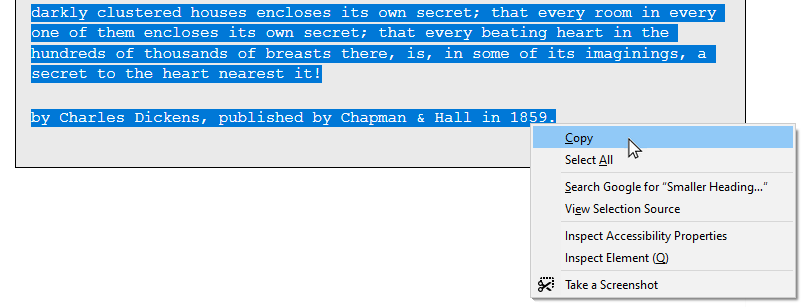 darkly clustered houses encloses its own secret; that every room in every
one of them encloses its own secret; that every beating heart in the
hundreds of thousands of breasts there, is, in some of its imaginings, a
secret to the heart nearest it!
by Charles Dickens, published by Chapman & Hall in 1859.
Copy
Select All
Search Google for “Smaller Heading...”
View Selection Source
Inspect Accessibility Properties
Inspect Element (Q)
Take a Screenshot